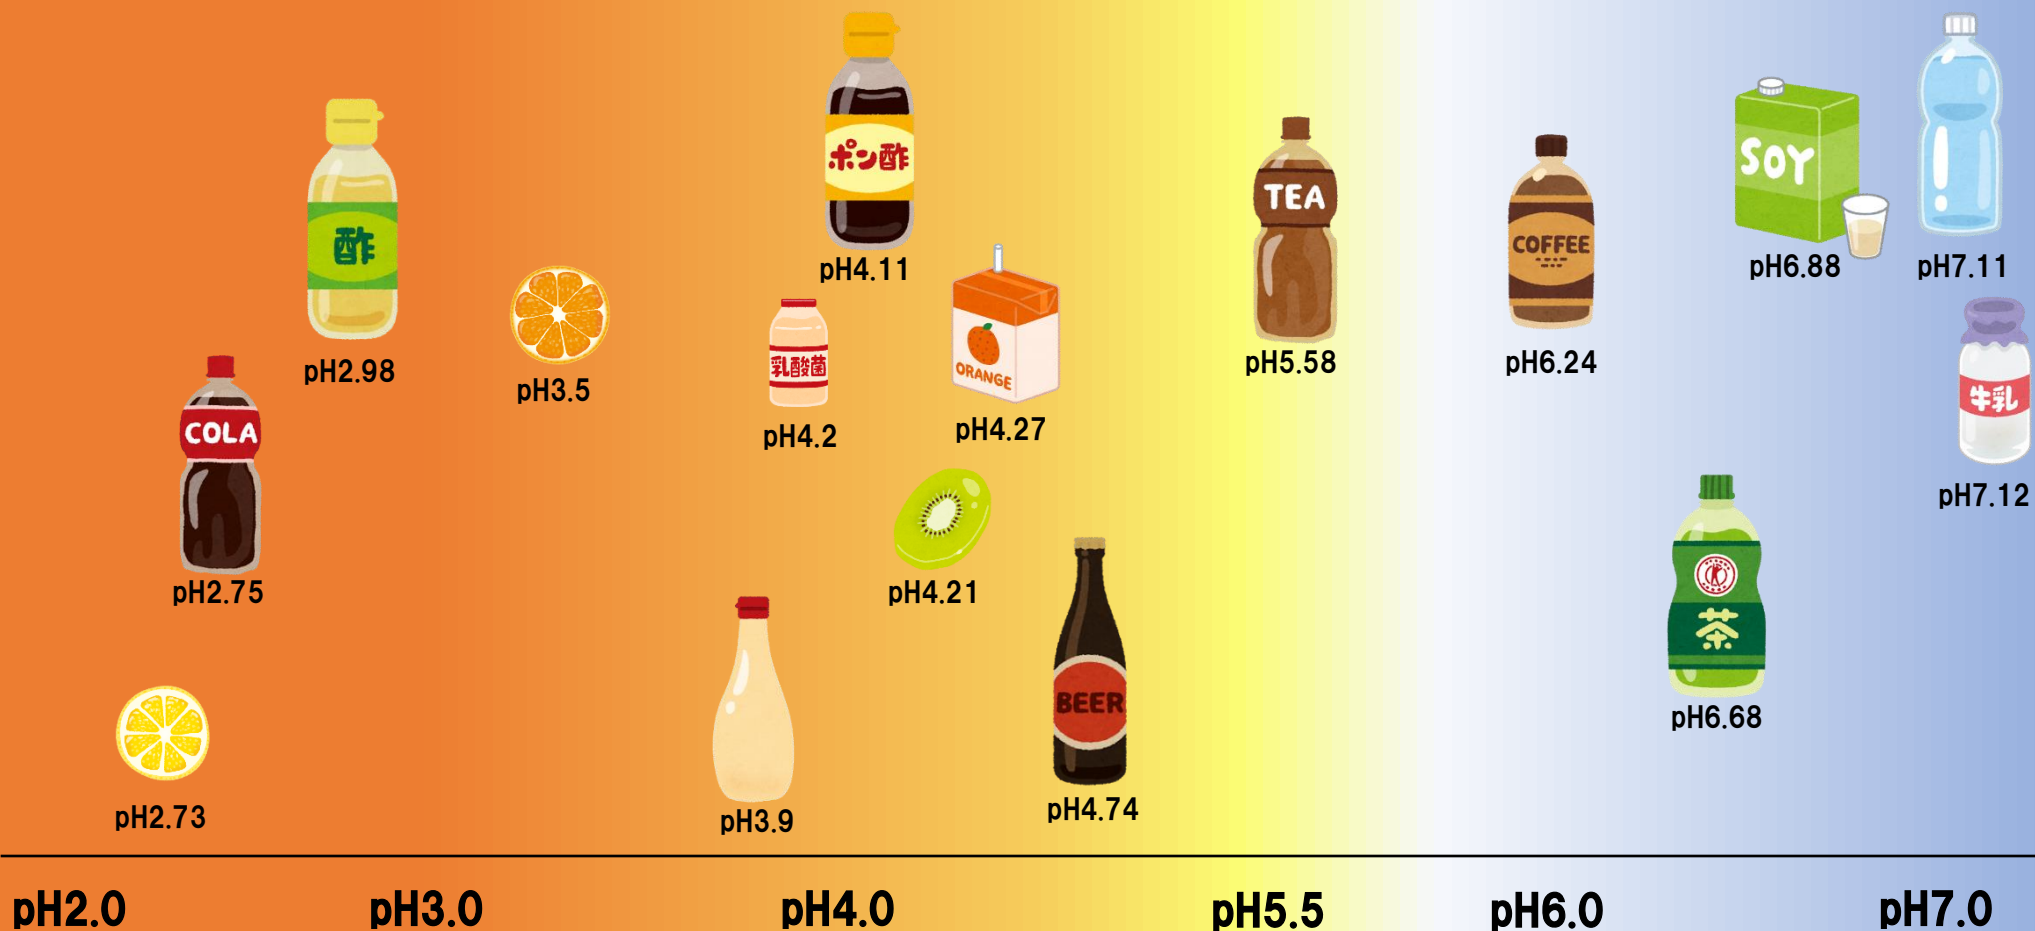 ポン酢
pH4.11
酢
pH2.98
pH3.5
COLA
pH2.75
pH2.73
乳酸菌
pH4.2
ORANGE
pH4.27
pH4.21
pH3.9
BEER
pH4.74
TEA
pH5.58
COFFEE
pH6.24
SOY
pH6.88
pH7.11
牛乳
pH7.12
茶
pH6.68
pH2.0 pH3.0 pH4.0 pH5.5 pH6.0 pH7.0